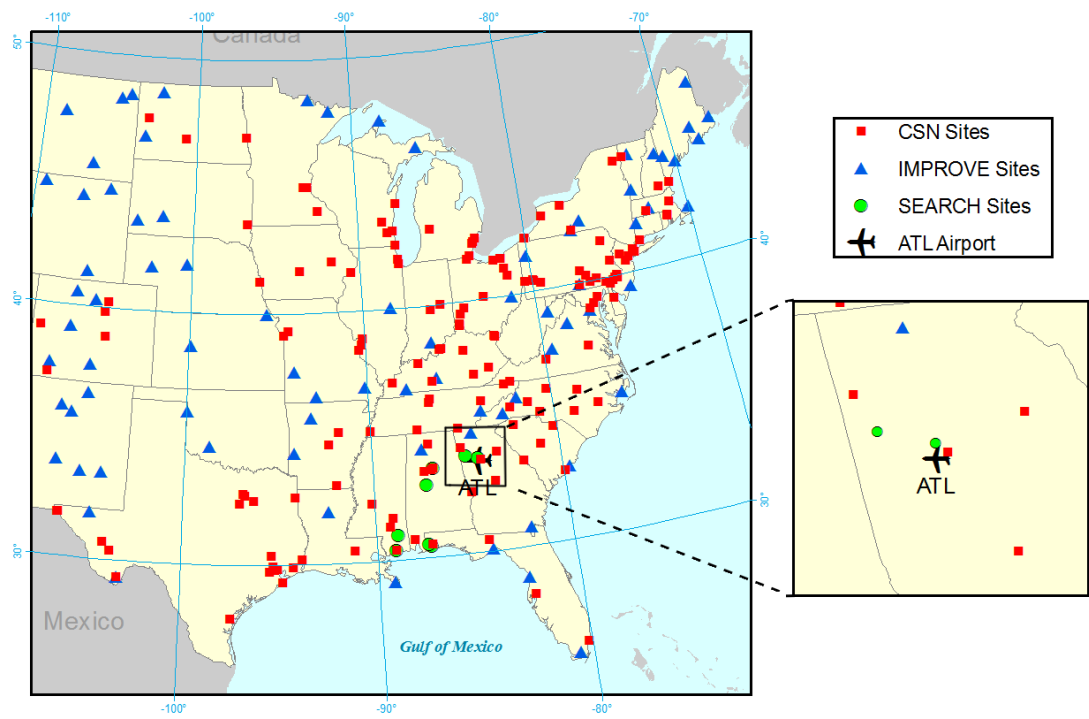 -110°
-100°
-90°
-80°
-70°
50°
Canada
CSN Sites
IMPROVE Sites
SEARCH Sites
ATL Airport
40°
40°
ATL
ATL
30°
30°
Mexico
Gulf of Mexico
-100°
-90°
-80°